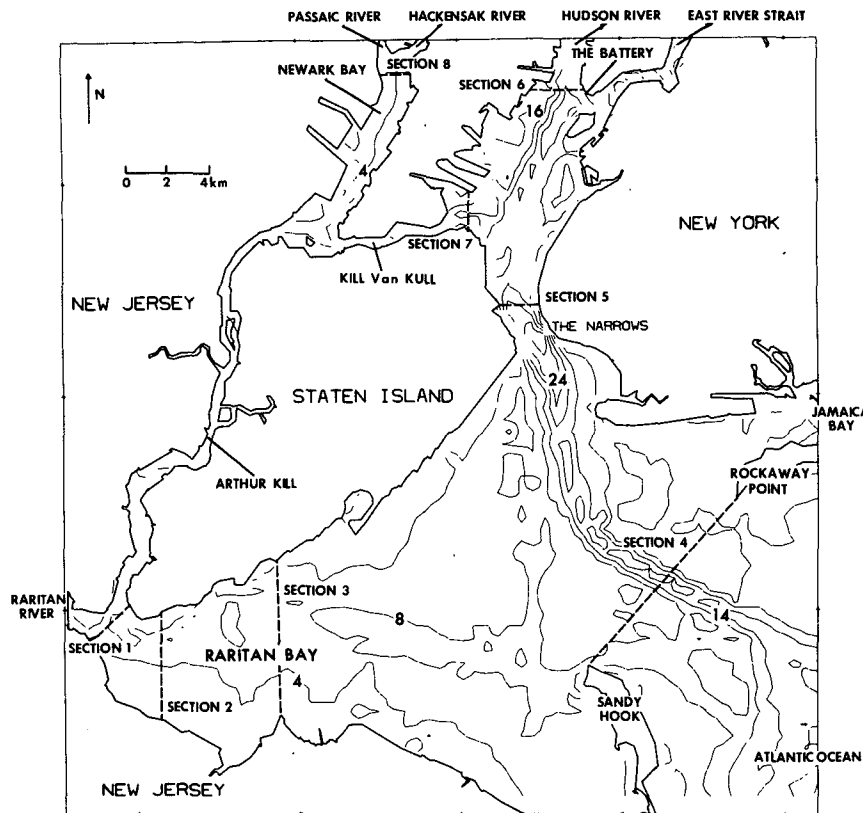 PASSAIC RIVER
HACKENSAK RIVER
HUDSON RIVER
EAST RIVER STRAIT
SECTION 8
THE BATTERY
NEWARK BAY
SECTION 6
N
16
4
0 2 4km
NEW YORK
SECTION 7
KILL Van KULL
NEW JERSEY
SECTION 5
THE NARROWS
24
STATEN ISLAND
JAMAICA
BAY
ROCKAWAY
POINT
ARTHUR KILL
SECTION 4
SECTION 3
RARITAN
RIVER
8
14
SECTION 1
RARITAN BAY
4
SECTION 2
SANDY
HOOK
ATLANTIC OCEAN
NEW JERSEY